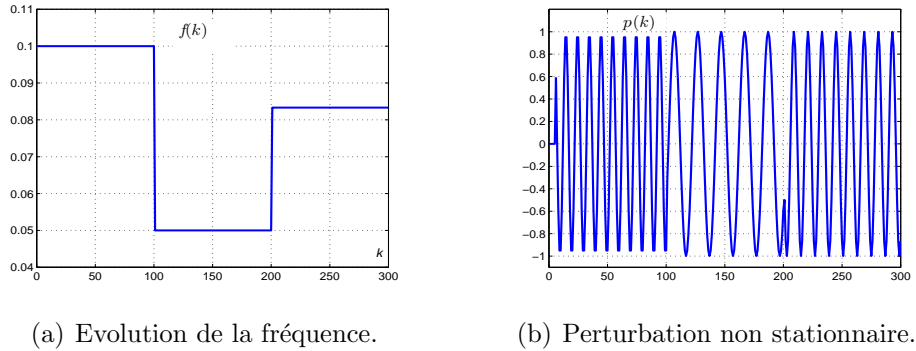 f(k)
0.1
0.09
0.08
0.07
0.06
0.05
0.04
0 50 100 150 200 250 300
k
p(k)
1
0.8
0.6
0.4
0.2
0
−0.2
−0.4
−0.6
−0.8
−1
0 50 100 150 200 250 300
(a) Evolution de la fréquence.
(b) Perturbation non stationnaire.